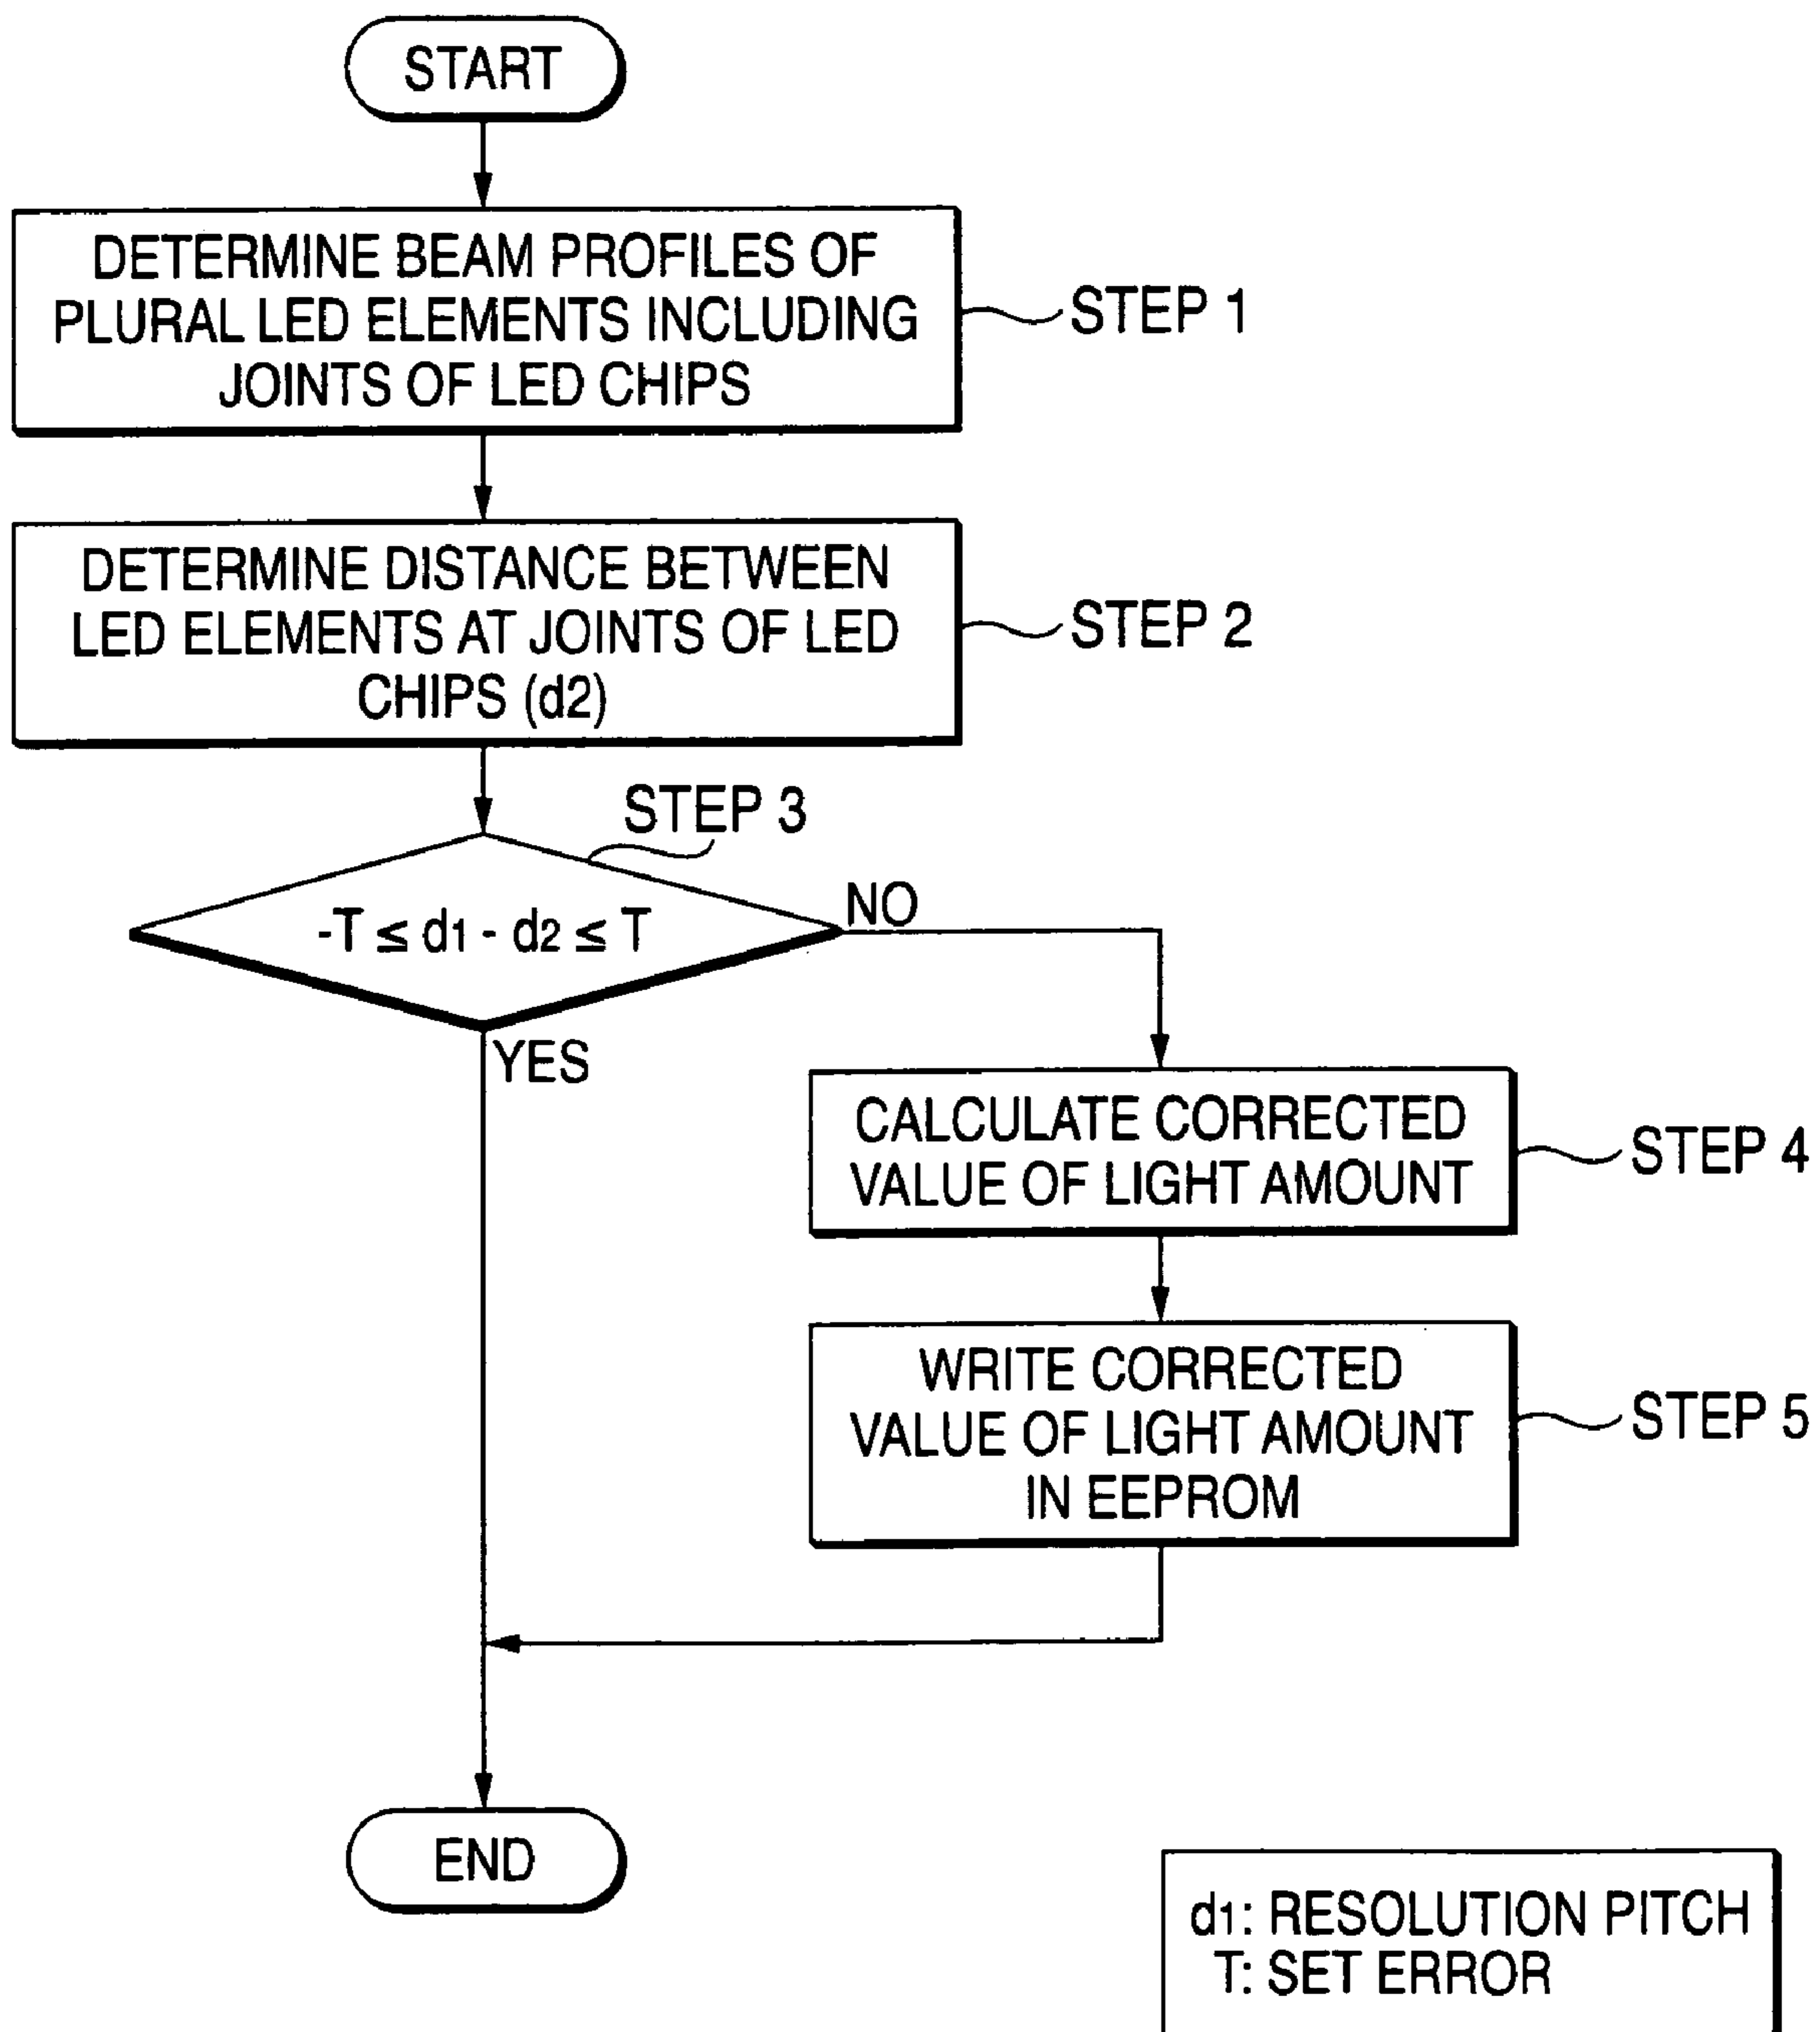 START
DETERMINE BEAM PROFILES OF
PLURAL LED ELEMENTS INCLUDING
JOINTS OF LED CHIPS
STEP 1
DETERMINE DISTANCE BETWEEN
LED ELEMENTS AT JOINTS OF LED
CHIPS (d2)
STEP 2
STEP 3
-T ≤ d1 - d2 ≤ T
NO
YES
CALCULATE CORRECTED
VALUE OF LIGHT AMOUNT
STEP 4
WRITE CORRECTED
VALUE OF LIGHT AMOUNT
IN EEPROM
STEP 5
END
d1: RESOLUTION PITCH
T: SET ERROR